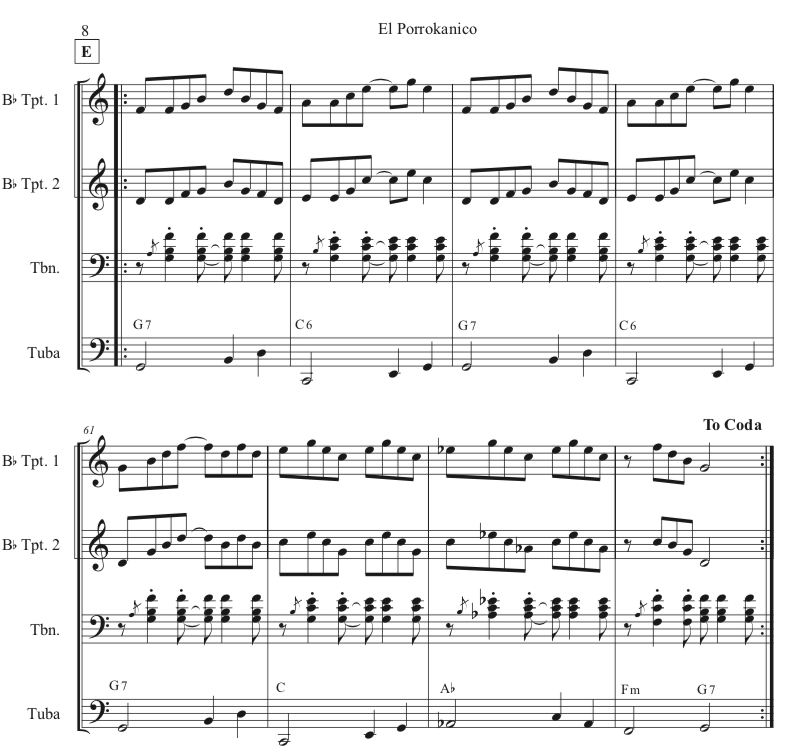 8
El Porrokanico
E
B♭ Tpt. 1
B♭ Tpt. 2
Tbn.
G7 C6 G7 C6
Tuba
61
To Coda
B♭ Tpt. 1
B♭ Tpt. 2
Tbn.
G7 C A♭ Fm G7
Tuba